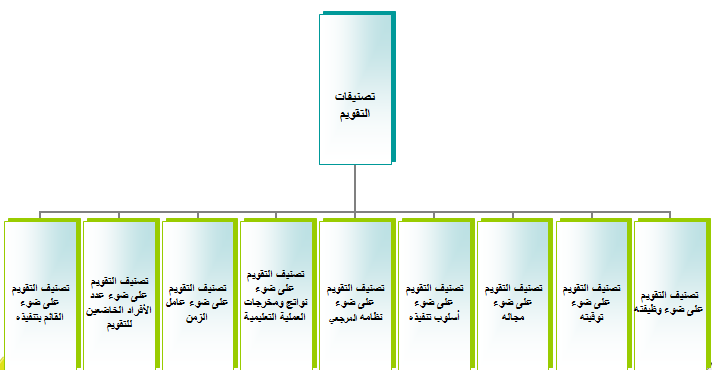 تصنيفات
التقويم
تصنيف التقويم
على ضوء وظيفته
تصنيف التقويم
على ضوء
توقيته
تصنيف التقويم
على ضوء
مجاله
تصنيف التقويم
على ضوء
أسلوب تنفيذه
تصنيف التقويم
على ضوء
نظامه المرجعي
تصنيف التقويم
على ضوء
نواتج ومخرجات
العملية التعليمية
تصنيف التقويم
على ضوء عامل
الزمن
تصنيف التقويم
على ضوء عدد
الأفراد الخاضعين
للتقويم
تصنيف التقويم
على ضوء
القائم بتنفيذه